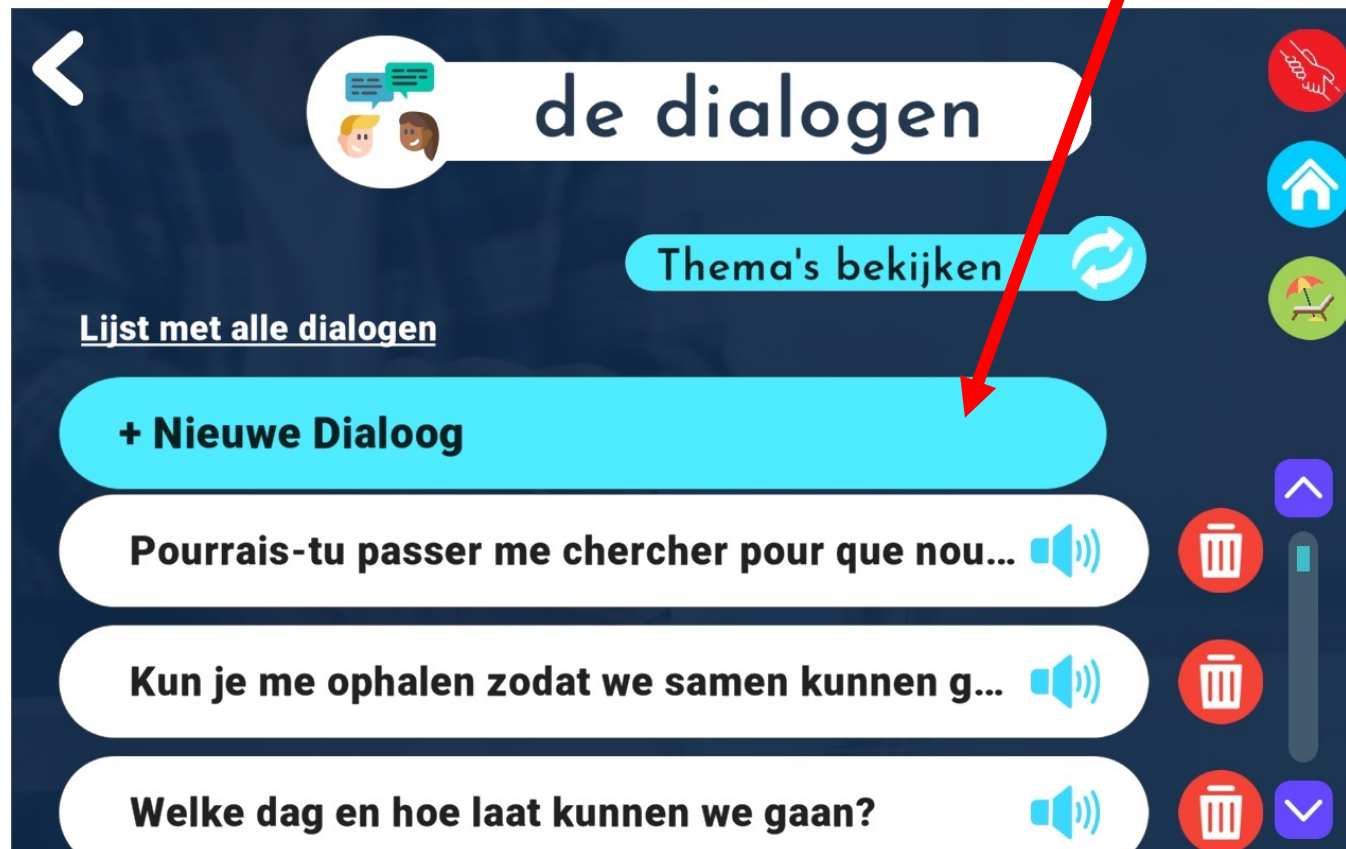 de dialogen
Thema's bekijken
Lijst met alle dialogen
+ Nieuwe Dialoog
Pourrais-tu passer me chercher pour que nou...
Kun je me ophalen zodat we samen kunnen g...
Welke dag en hoe laat kunnen we gaan?